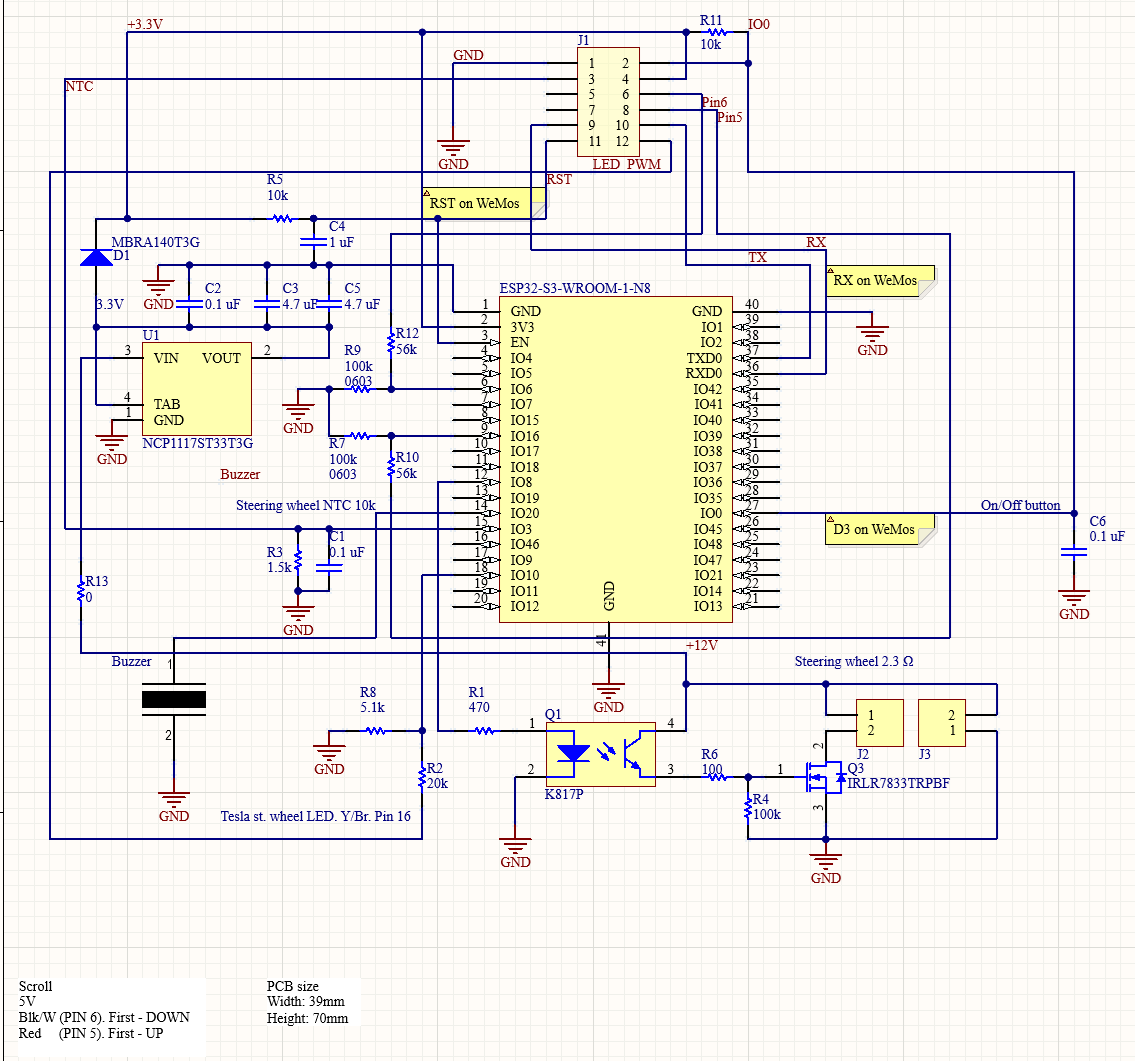 +3.3V
R11
10k
IO0
J1
GND
1 2
3 4
5 6
7 8
9 10
11 12
NTC
Pin6
Pin5
GND
LED_PWM
RST
R5
10k
RST on WeMos
C4
1 uF
MBRA140T3G
D1
RX
TX
RX on WeMos
GND
3.3V
C2
0.1 uF
C3
4.7 uF
C5
4.7 uF
ESP32-S3-WROOM-1-N8
1 GND GND 40
2 3V3 IO1 39
3 EN IO2 38
4 IO4 TXD0 37
5 IO5 RXD0 36
6 IO6 IO42 35
7 IO7 IO41 34
8 IO15 IO40 33
9 IO16 IO39 32
10 IO17 IO38 31
11 IO18 IO37 30
12 IO8 IO36 29
13 IO19 IO35 28
14 IO20 IO0 27
15 IO3 IO45 26
16 IO46 IO48 25
17 IO9 IO47 24
18 IO10 IO21 23
19 IO11 IO14 22
20 IO12 IO13 21
GND
41
GND
GND
U1
3 VIN VOUT 2
4 TAB
1 GND
NCP1117ST33T3G
GND
R12
56k
R9
100k
0603
GND
R7
100k
0603
R10
56k
Buzzer
Steering wheel NTC 10k
On/Off button
D3 on WeMos
C6
0.1 uF
GND
R3
1.5k
C1
0.1 uF
GND
R13
0
Buzzer
1
2
GND
+12V
Steering wheel 2.3 Ω
R8
5.1k
GND
R1
470
Q1
1 4
2 3
K817P
GND
R2
20k
Tesla st. wheel LED. Y/Br. Pin 16
R6
100
R4
100k
1
2
3
Q3
IRLR7833TRPBF
1
2
J2
2
1
J3
GND
Scroll
5V
Blk/W (PIN 6). First - DOWN
Red (PIN 5). First - UP
PCB size
Width: 39mm
Height: 70mm